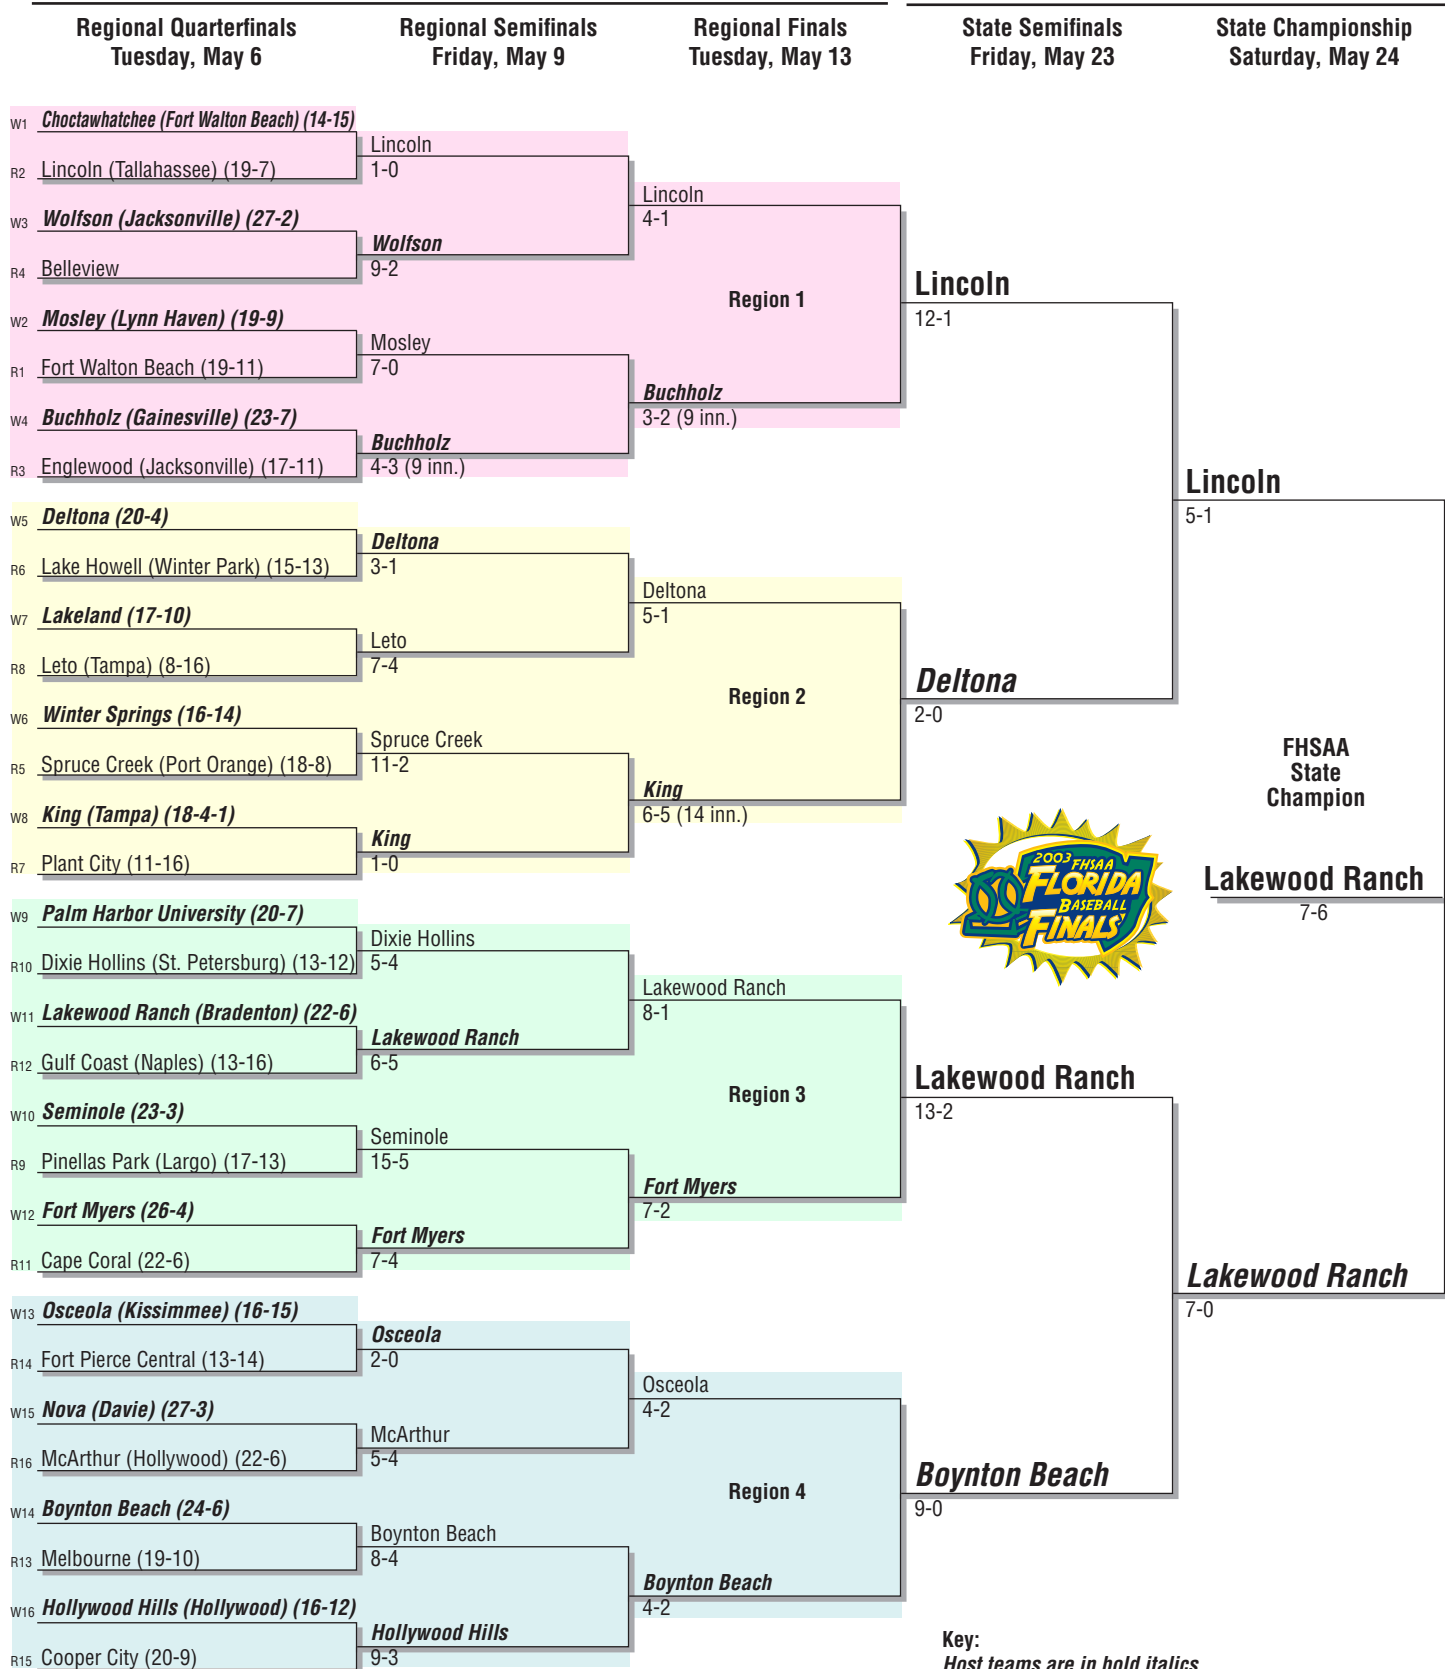 Regional Quarterfinals
Tuesday, May 6
Regional Semifinals
Friday, May 9
Regional Finals
Tuesday, May 13
State Semifinals
Friday, May 23
State Championship
Saturday, May 24
W1 Choctawhatchee (Fort Walton Beach) (14-15)
R2 Lincoln (Tallahassee) (19-7)
W3 Wolfson (Jacksonville) (27-2)
R4 Belleview
W2 Mosley (Lynn Haven) (19-9)
R1 Fort Walton Beach (19-11)
W4 Buchholz (Gainesville) (23-7)
R3 Englewood (Jacksonville) (17-11)
Lincoln
1-0
Wolfson
9-2
Mosley
7-0
Buchholz
4-3 (9 inn.)
Lincoln
4-1
Region 1
Buchholz
3-2 (9 inn.)
W5 Deltona (20-4)
R6 Lake Howell (Winter Park) (15-13)
W7 Lakeland (17-10)
R8 Leto (Tampa) (8-16)
W6 Winter Springs (16-14)
R5 Spruce Creek (Port Orange) (18-8)
W8 King (Tampa) (18-4-1)
R7 Plant City (11-16)
Deltona
3-1
Leto
7-4
Spruce Creek
11-2
King
1-0
Deltona
5-1
Region 2
King
6-5 (14 inn.)
W9 Palm Harbor University (20-7)
R10 Dixie Hollins (St. Petersburg) (13-12)
W11 Lakewood Ranch (Bradenton) (22-6)
R12 Gulf Coast (Naples) (13-16)
W10 Seminole (23-3)
R9 Pinellas Park (Largo) (17-13)
W12 Fort Myers (26-4)
R11 Cape Coral (22-6)
Dixie Hollins
5-4
Lakewood Ranch
6-5
Seminole
15-5
Fort Myers
7-4
Lakewood Ranch
8-1
Region 3
Fort Myers
7-2
W13 Osceola (Kissimmee) (16-15)
R14 Fort Pierce Central (13-14)
W15 Nova (Davie) (27-3)
R16 McArthur (Hollywood) (22-6)
W14 Boynton Beach (24-6)
R13 Melbourne (19-10)
W16 Hollywood Hills (Hollywood) (16-12)
R15 Cooper City (20-9)
Osceola
2-0
McArthur
5-4
Boynton Beach
8-4
Hollywood Hills
9-3
Osceola
4-2
Region 4
Boynton Beach
4-2
Lincoln
12-1
Deltona
2-0
2003 FHSAA
FLORIDA
BASEBALL
FINALS
Lakewood Ranch
13-2
Boynton Beach
9-0
Lincoln
5-1
FHSAA
State
Champion
Lakewood Ranch
7-6
Lakewood Ranch
7-0
Key:
Host teams are in bold italics